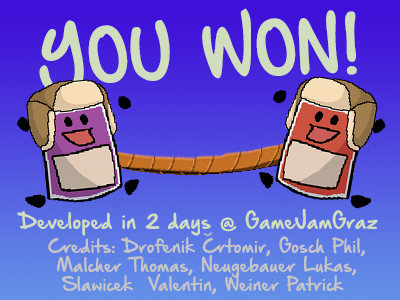 YOU WON!
Developed in 2 days @ GameJamGraz
Credits: Drofenik Crtomir, Gosch Phil,
Malcher Thomas, Neugebauer Lukas,
Slawicek Valentin, Weiner Patrick